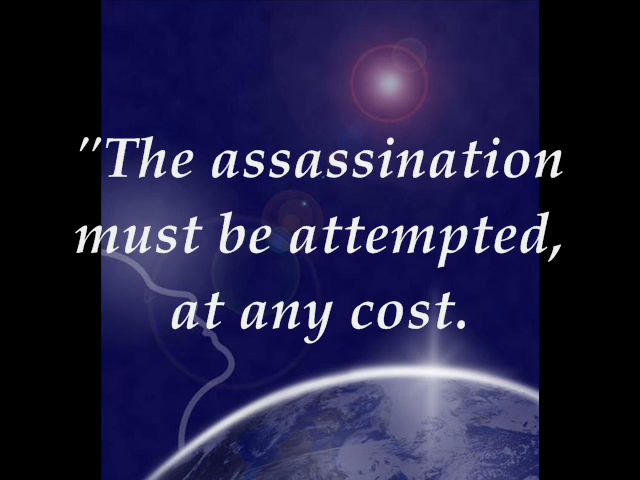 "The assassination
must be attempted,
at any cost.